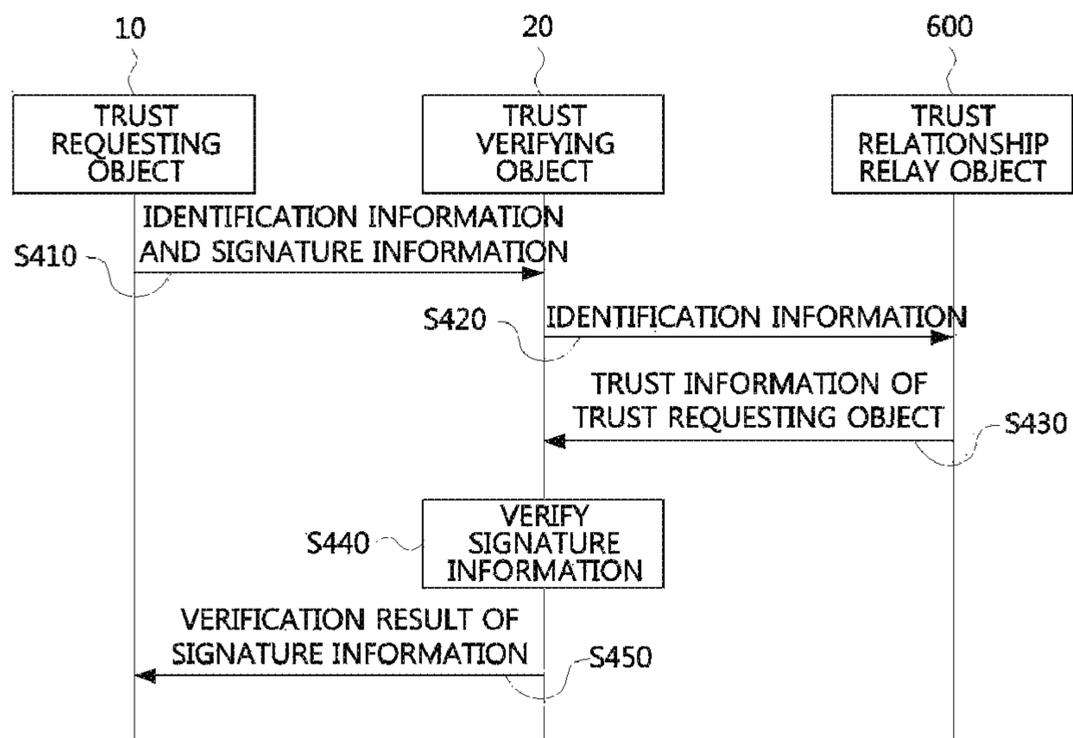 10
20
600
TRUST
REQUESTING
OBJECT
TRUST
VERIFYING
OBJECT
TRUST
RELATIONSHIP
RELAY OBJECT
IDENTIFICATION INFORMATION
AND SIGNATURE INFORMATION
S410
S420
IDENTIFICATION INFORMATION
TRUST INFORMATION OF
TRUST REQUESTING OBJECT
S430
S440
VERIFY
SIGNATURE
INFORMATION
VERIFICATION RESULT OF
SIGNATURE INFORMATION
S450